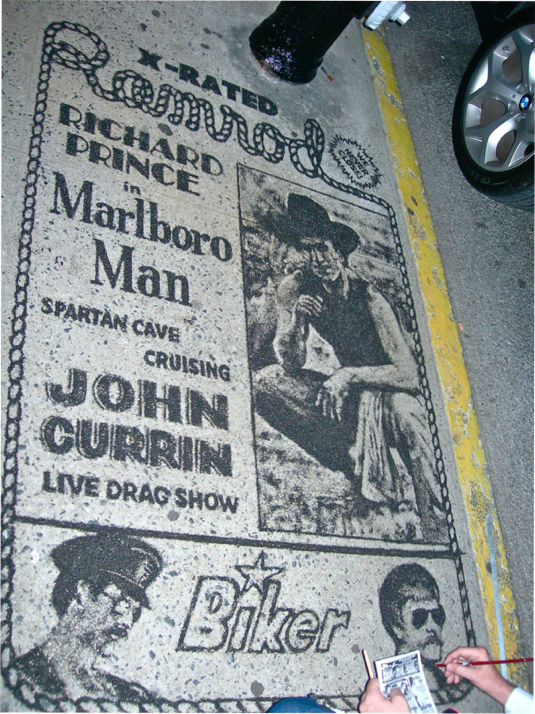 X-RATED
Ramrod
RICHARD
PRINCE
in
Marlboro
Man
SPARTAN CAVE
CRUISING
JOHN
CURRIN
LIVE DRAG SHOW
Biker